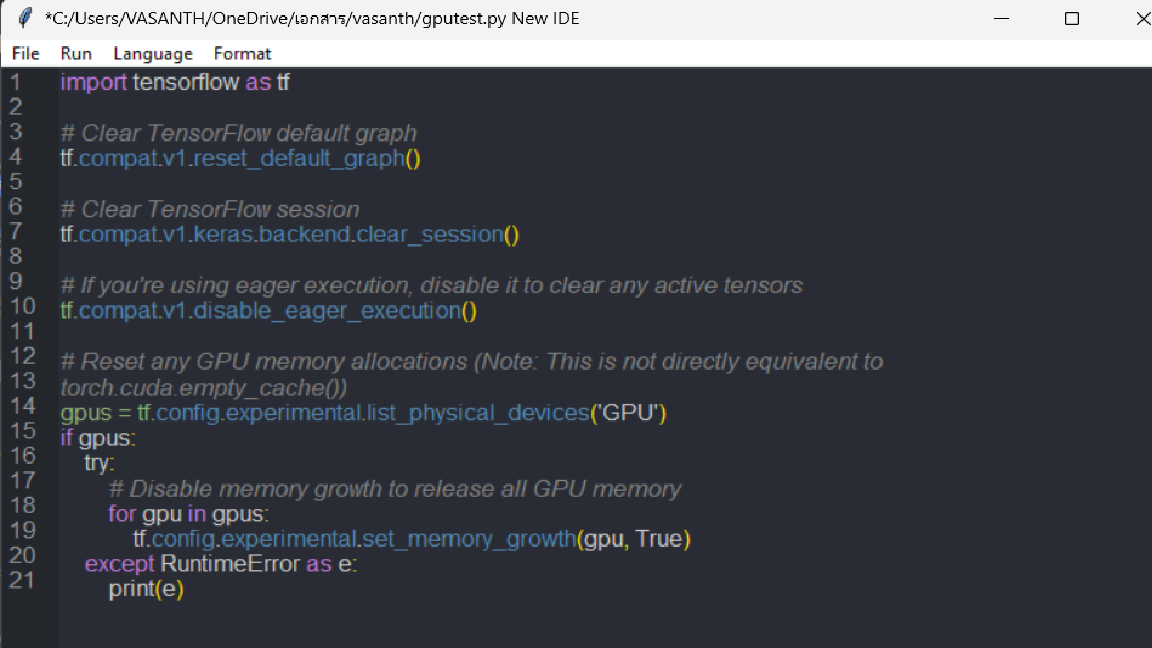 *C:/Users/VASANTH/OneDrive/เอกสาร/vasanth/gputest.py New IDE
File Run Language Format
1 import tensorflow as tf
2
3 # Clear TensorFlow default graph
4 tf.compat.v1.reset_default_graph()
5
6 # Clear TensorFlow session
7 tf.compat.v1.keras.backend.clear_session()
8
9 # If you're using eager execution, disable it to clear any active tensors
10 tf.compat.v1.disable_eager_execution()
11
12 # Reset any GPU memory allocations (Note: This is not directly equivalent to
13 torch.cuda.empty_cache())
14 gpus = tf.config.experimental.list_physical_devices('GPU')
15 if gpus:
16 try:
17 # Disable memory growth to release all GPU memory
18 for gpu in gpus:
19 tf.config.experimental.set_memory_growth(gpu, True)
20 except RuntimeError as e:
21 print(e)